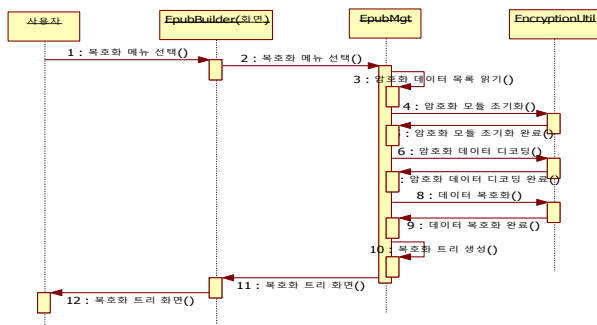 사용자
EpubBuilder(화면)
EpubMgt
EncryptionUtil
1 : 복호화 메뉴 선택()
2 : 복호화 메뉴 선택()
3 : 암호화 데이터 목록 읽기()
4 : 암호화 모듈 초기화()
: 암호화 모듈 초기화 완료()
6 : 암호화 데이터 디코딩()
: 암호화 데이터 디코딩 완료()
8 : 데이터 복호화()
9 : 데이터 복호화 완료()
10 : 복호화 트리 생성()
11 : 복호화 트리 화면()
12 : 복호화 트리 화면()